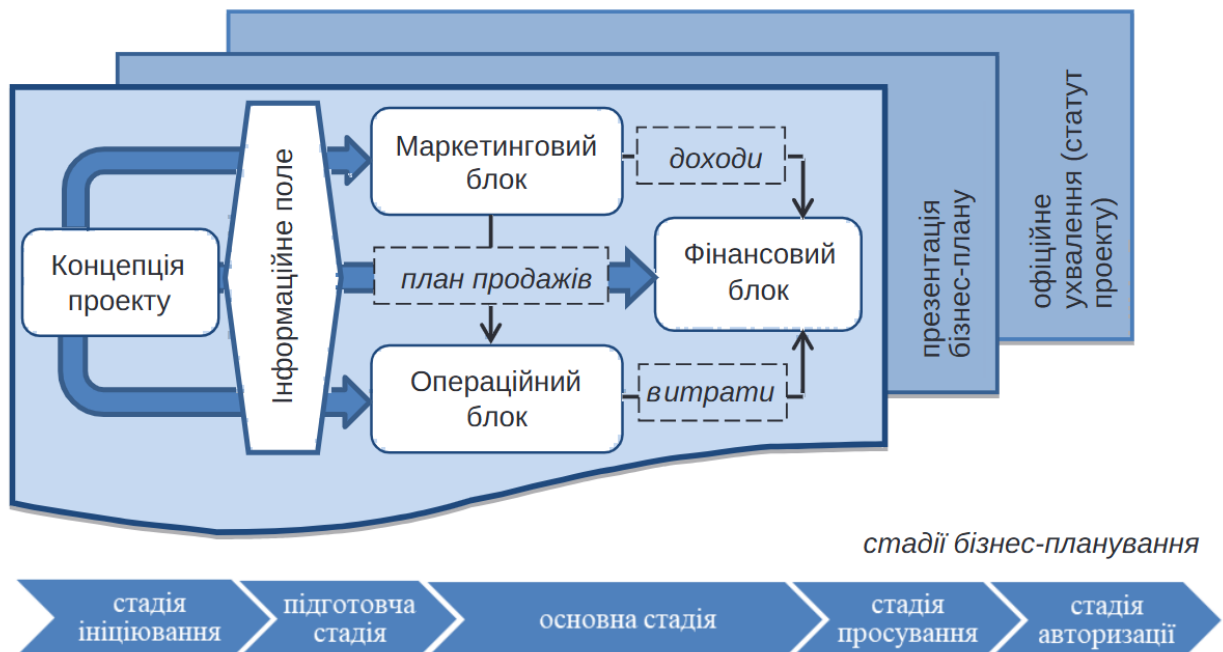 Концепція
проекту
Інформаційне поле
Маркетинговий
блок
доходи
план продажів
Фінансовий
блок
Операційний
блок
витрати
презентація
бізнес-плану
офіційне
ухвалення (статут
проекту)
стадії бізнес-планування
стадія
ініціювання
підготовча
стадія
основна стадія
стадія
просування
стадія
авторизації